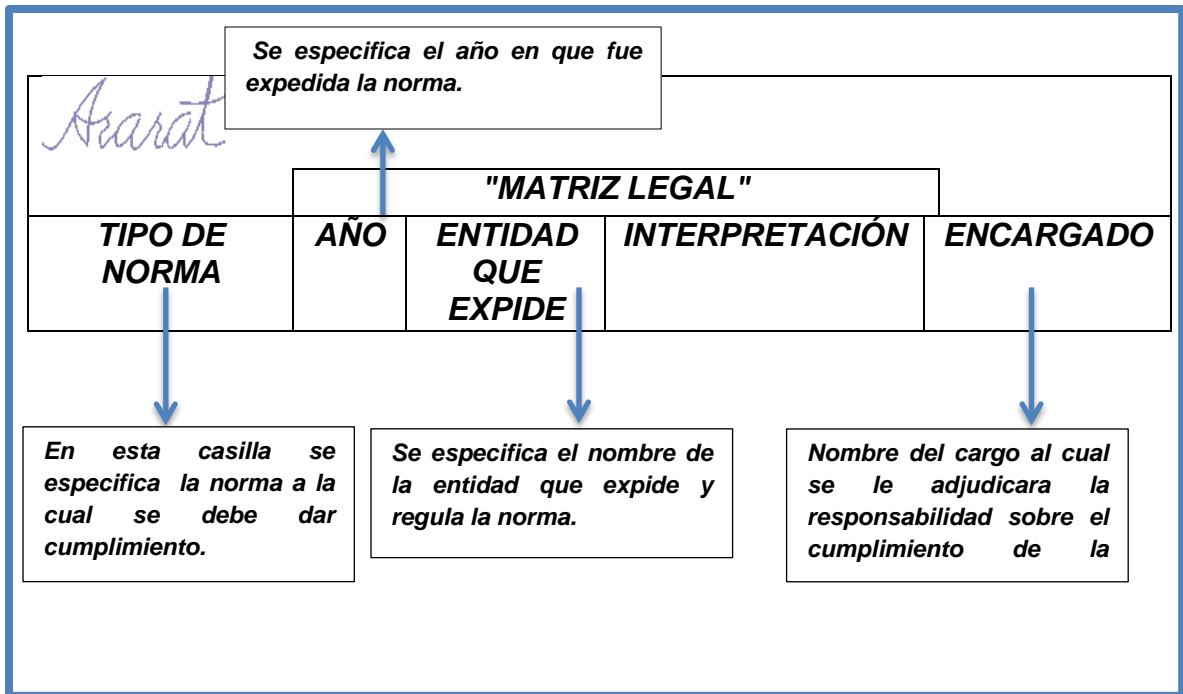 Se especifica el año en que fue
expedida la norma.
Ararat
"MATRIZ LEGAL"
TIPO DE
NORMA
AÑO
ENTIDAD
QUE
EXPIDE
INTERPRETACIÓN
ENCARGADO
En esta casilla se
especifica la norma a la
cual se debe dar
cumplimiento.
Se especifica el nombre de
la entidad que expide y
regula la norma.
Nombre del cargo al cual
se le adjudicara la
responsabilidad sobre el
cumplimiento de la